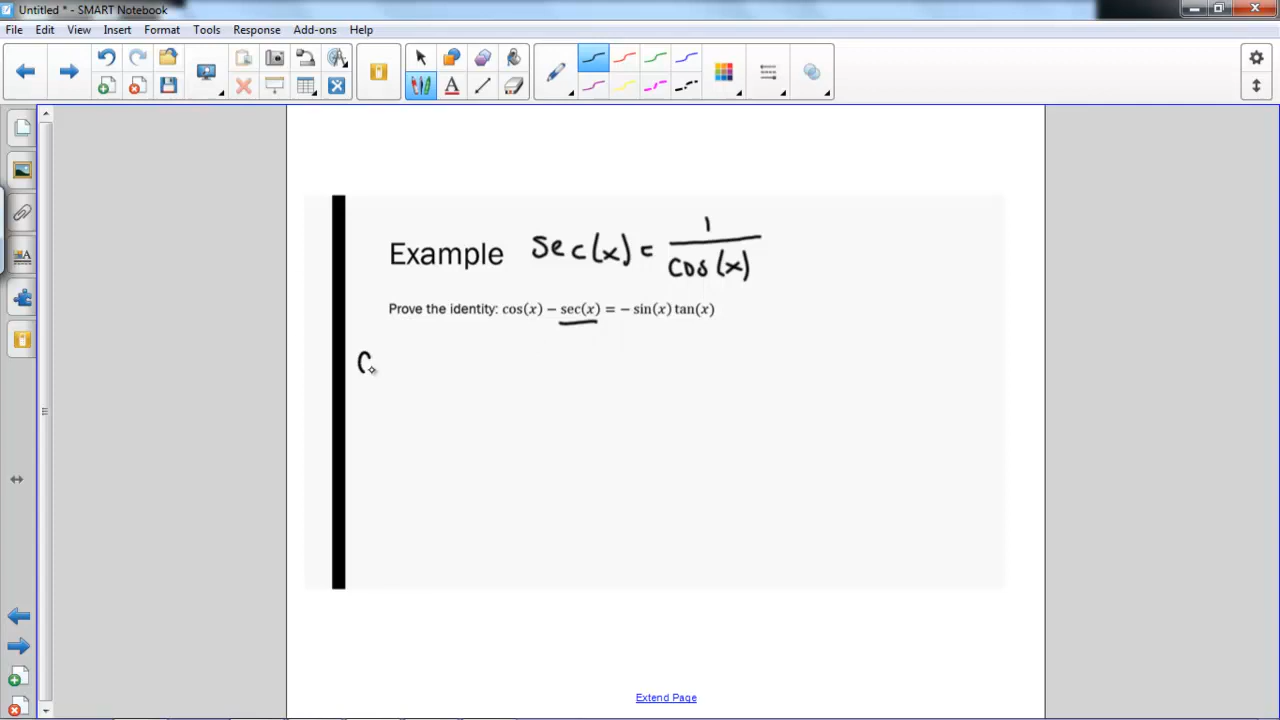 Untitled * - SMART Notebook
File Edit View Insert Format Tools Response Add-ons Help
Example sec(x) = 1/cos(x)
Prove the identity: cos(x) − sec(x) = − sin(x) tan(x)
C
Extend Page